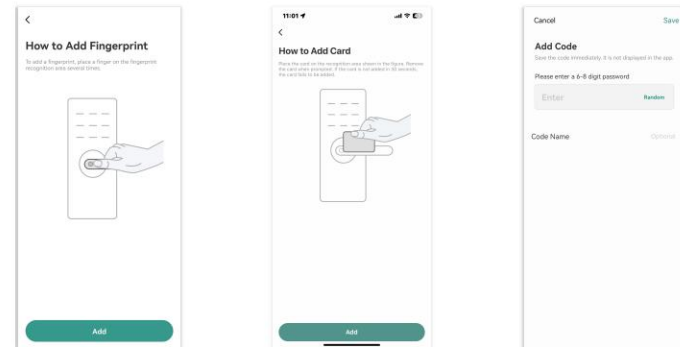 How to Add Fingerprint
To add a fingerprint, place a finger on the fingerprint
recognition area several times.
Add
11:01
How to Add Card
Place the card on the recognition area shown in the figure. Remove
the card when prompted. If the card is not added in 30 seconds,
the card fails to be added.
Add
Cancel
Save
Add Code
Save the code immediately. It is not displayed in the app.
Please enter a 6-8 digit password
Enter
Random
Code Name
Optional